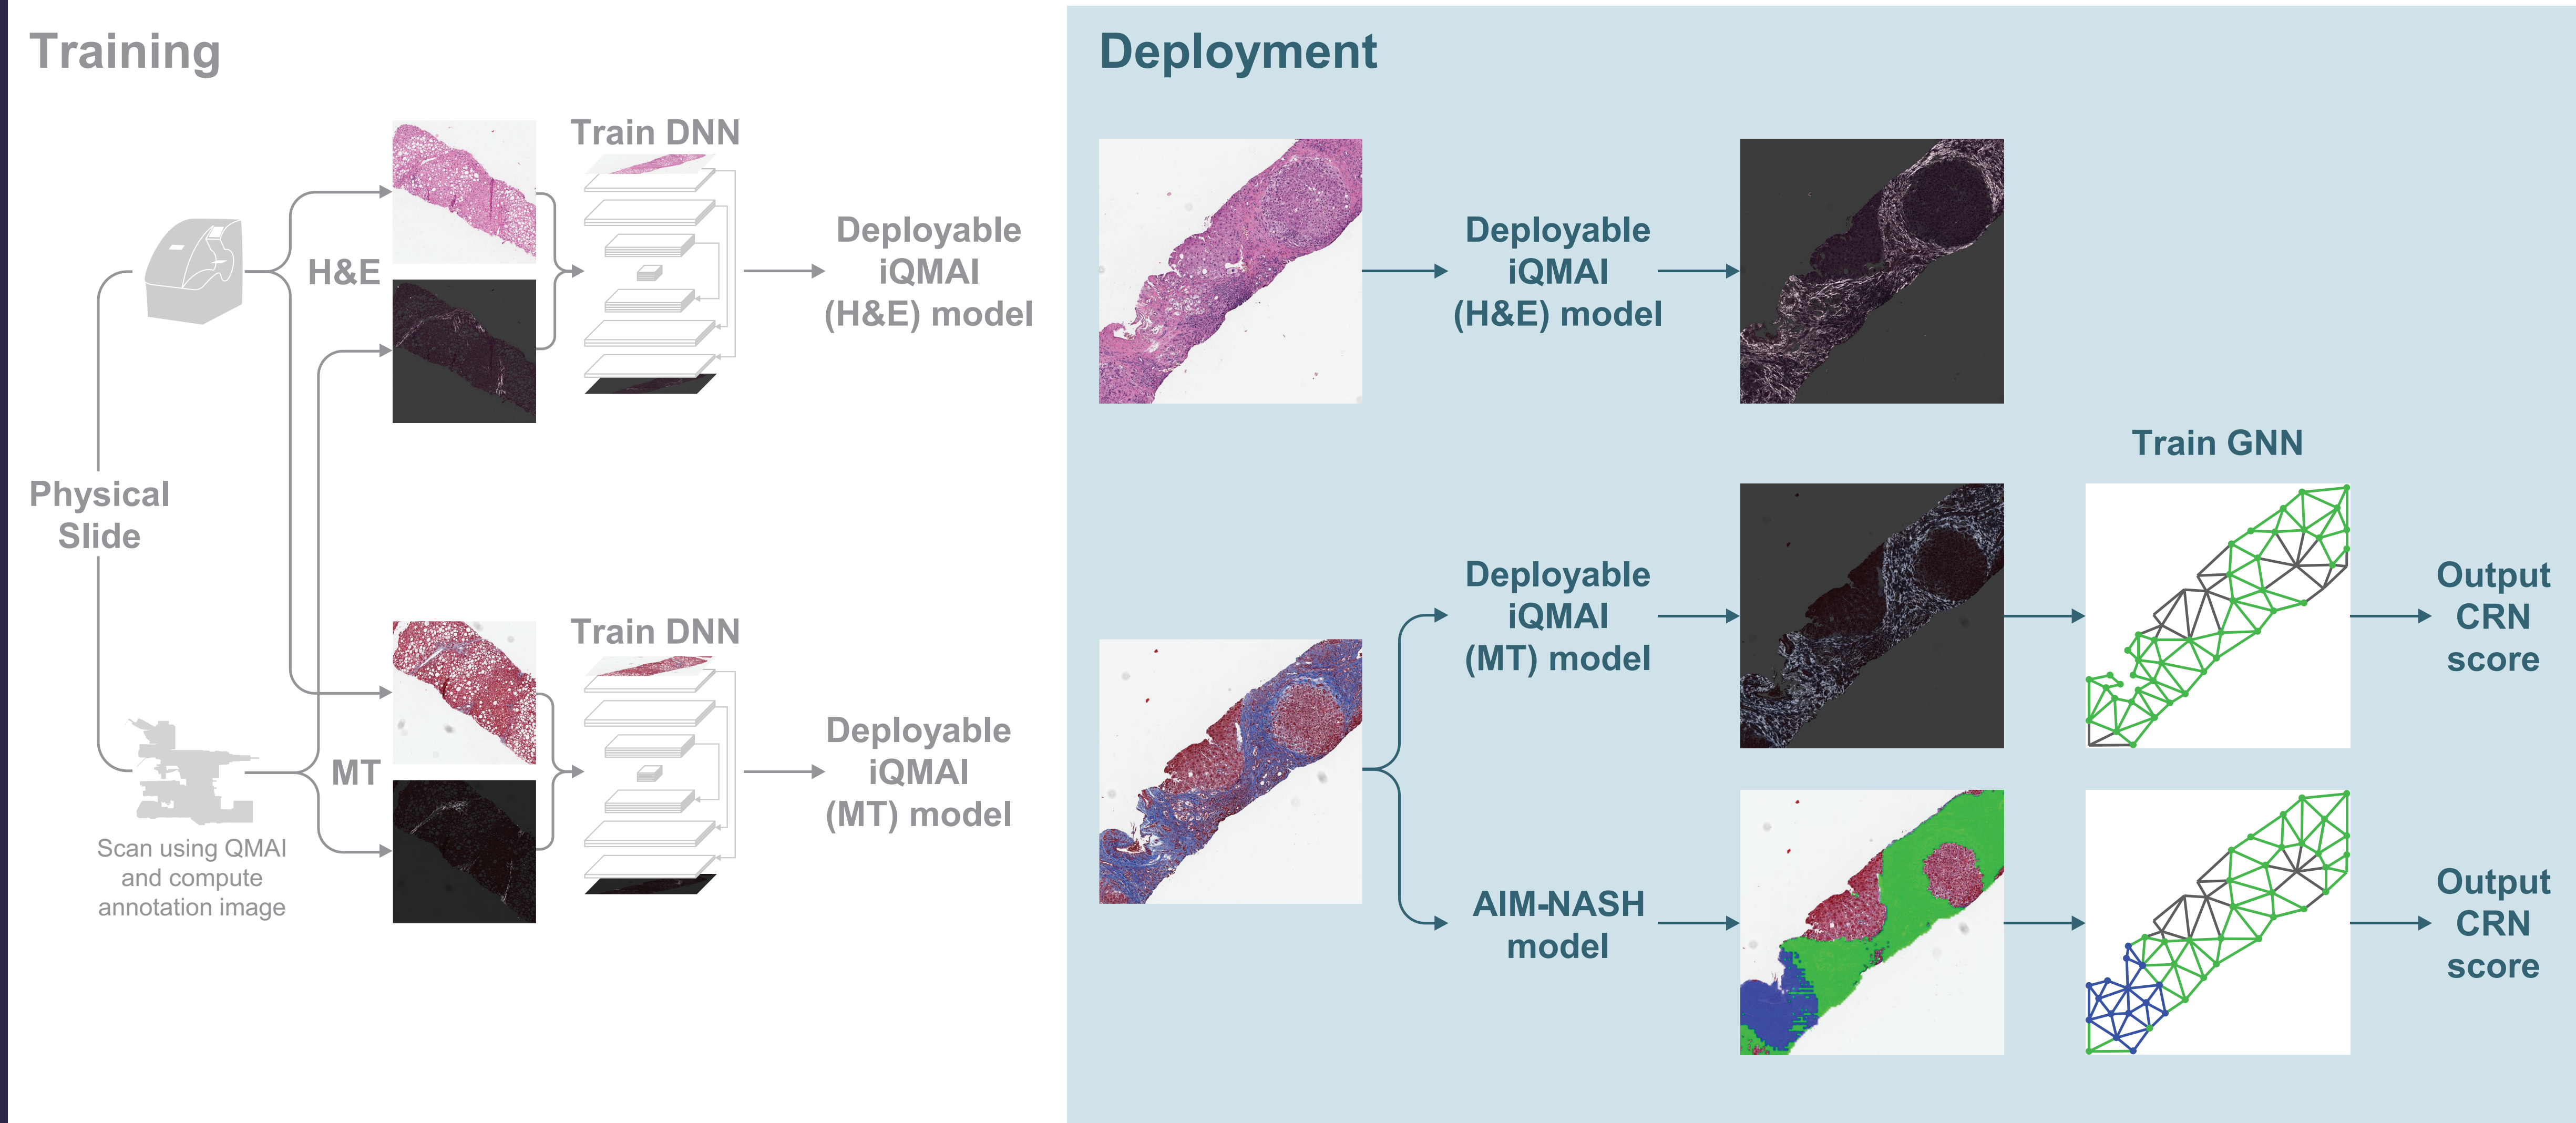 Training
Train DNN
H&E
Deployable
iQMAI
(H&E) model
Physical
Slide
Train DNN
MT
Deployable
iQMAI
(MT) model
Scan using QMAI
and compute
annotation image
Deployment
Deployable
iQMAI
(H&E) model
Train GNN
Deployable
iQMAI
(MT) model
Output
CRN
score
AIM-NASH
model
Output
CRN
score